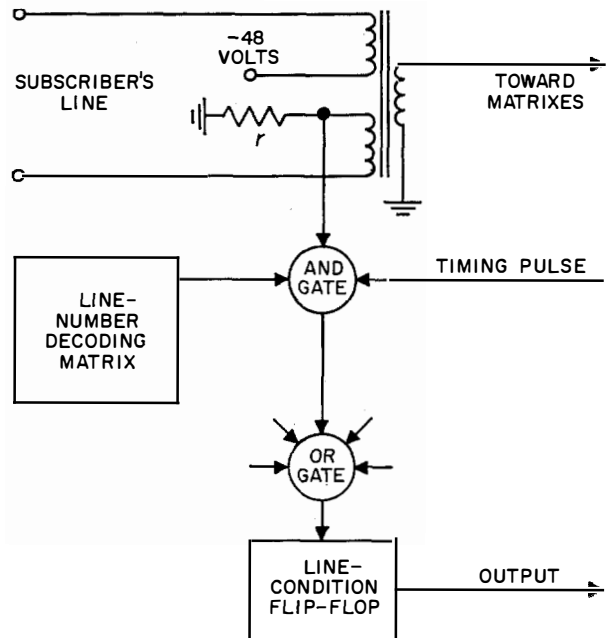 -48
VOLTS
SUBSCRIBER'S
LINE
TOWARD
MATRIXES
r
AND
GATE
TIMING PULSE
LINE-
NUMBER
DECODING
MATRIX
OR
GATE
LINE-
CONDITION
FLIP-FLOP
OUTPUT